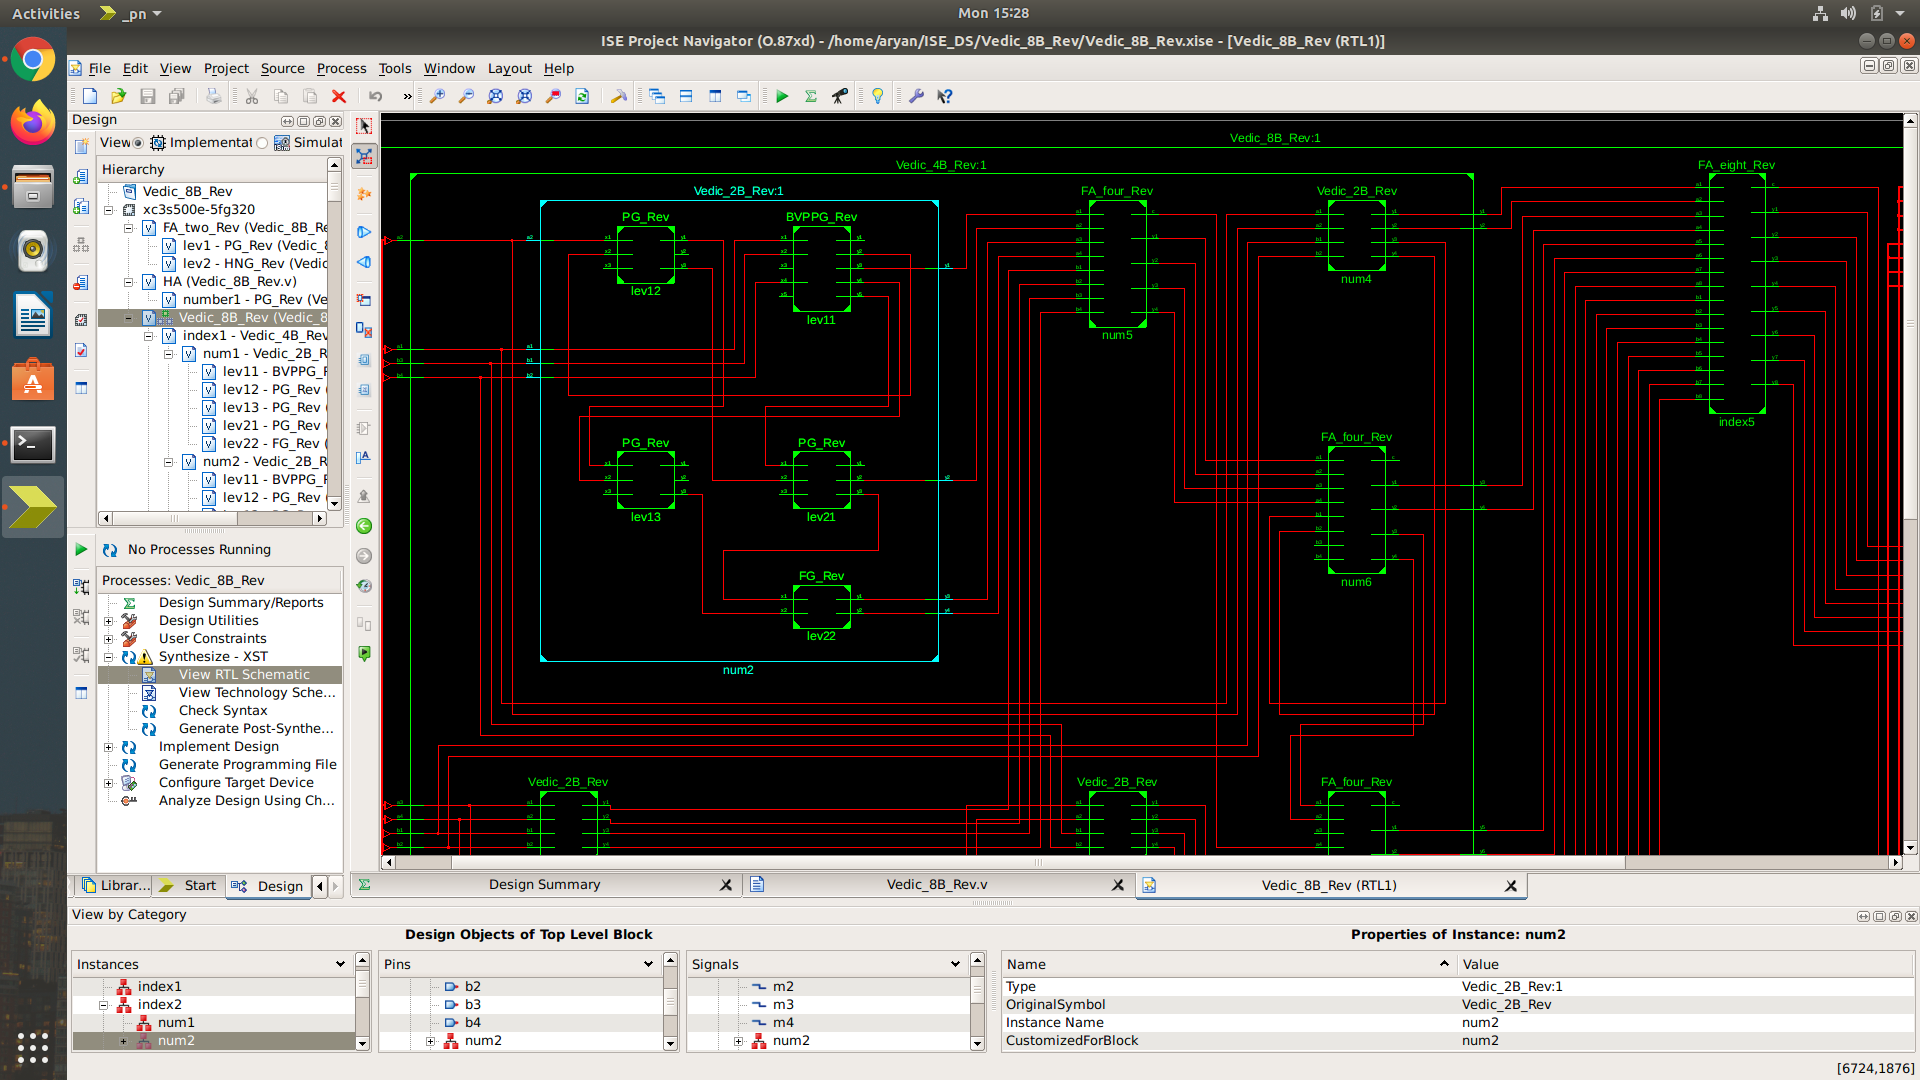 Activities
_pn
Mon 15:28
ISE Project Navigator (O.87xd) - /home/aryan/ISE_DS/Vedic_8B_Rev/Vedic_8B_Rev.xise - [Vedic_8B_Rev (RTL1)]
File Edit View Project Source Process Tools Window Layout Help
Design
View Implementat Simulat
Hierarchy
Vedic_8B_Rev
xc3s500e-5fg320
FA_two_Rev (Vedic_8B_Re
lev1 - PG_Rev (Vedic_8
lev2 - HNG_Rev (Vedic
HA (Vedic_8B_Rev.v)
number1 - PG_Rev (Ve
Vedic_8B_Rev (Vedic_8
index1 - Vedic_4B_Rev
num1 - Vedic_2B_R
lev11 - BVPPG_F
lev12 - PG_Rev (
lev13 - PG_Rev (
lev21 - PG_Rev (
lev22 - FG_Rev (
num2 - Vedic_2B_R
lev11 - BVPPG_F
lev12 - PG_Rev (
No Processes Running
Processes: Vedic_8B_Rev
Design Summary/Reports
Design Utilities
User Constraints
Synthesize - XST
View RTL Schematic
View Technology Sche...
Check Syntax
Generate Post-Synthe...
Implement Design
Generate Programming File
Configure Target Device
Analyze Design Using Ch...
Librar... Start Design
Vedic_8B_Rev:1
Vedic_4B_Rev:1
FA_eight_Rev
Vedic_2B_Rev:1
FA_four_Rev
Vedic_2B_Rev
PG_Rev
BVPPG_Rev
lev12
lev11
num5
num4
index5
PG_Rev
PG_Rev
FA_four_Rev
lev13
lev21
FG_Rev
num6
lev22
num2
Vedic_2B_Rev
Vedic_2B_Rev
FA_four_Rev
Design Summary
Vedic_8B_Rev.v
Vedic_8B_Rev (RTL1)
View by Category
Design Objects of Top Level Block
Properties of Instance: num2
Instances
index1
index2
num1
num2
Pins
b2
b3
b4
num2
Signals
m2
m3
m4
num2
Name Value
Type Vedic_2B_Rev:1
OriginalSymbol Vedic_2B_Rev
Instance Name num2
CustomizedForBlock num2
[6724,1876]